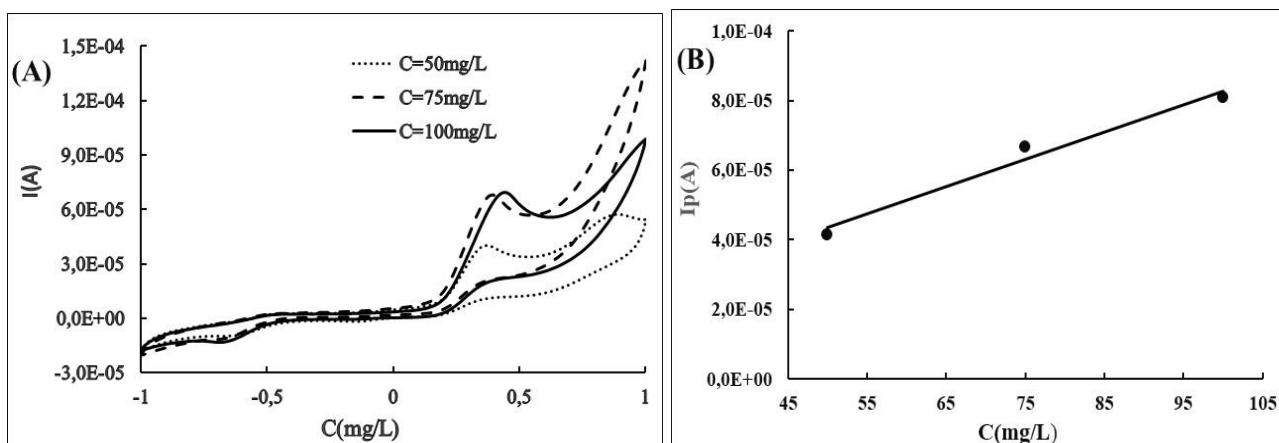 (A)
1,5E-04
1,2E-04
9,0E-05
6,0E-05
3,0E-05
0,0E+00
-3,0E-05
I(A)
C=50mg/L
C=75mg/L
C=100mg/L
-1
-0,5
0
0,5
1
C(mg/L)
(B)
1,0E-04
8,0E-05
6,0E-05
4,0E-05
2,0E-05
0,0E+00
Ip(A)
45
55
65
75
85
95
105
C(mg/L)